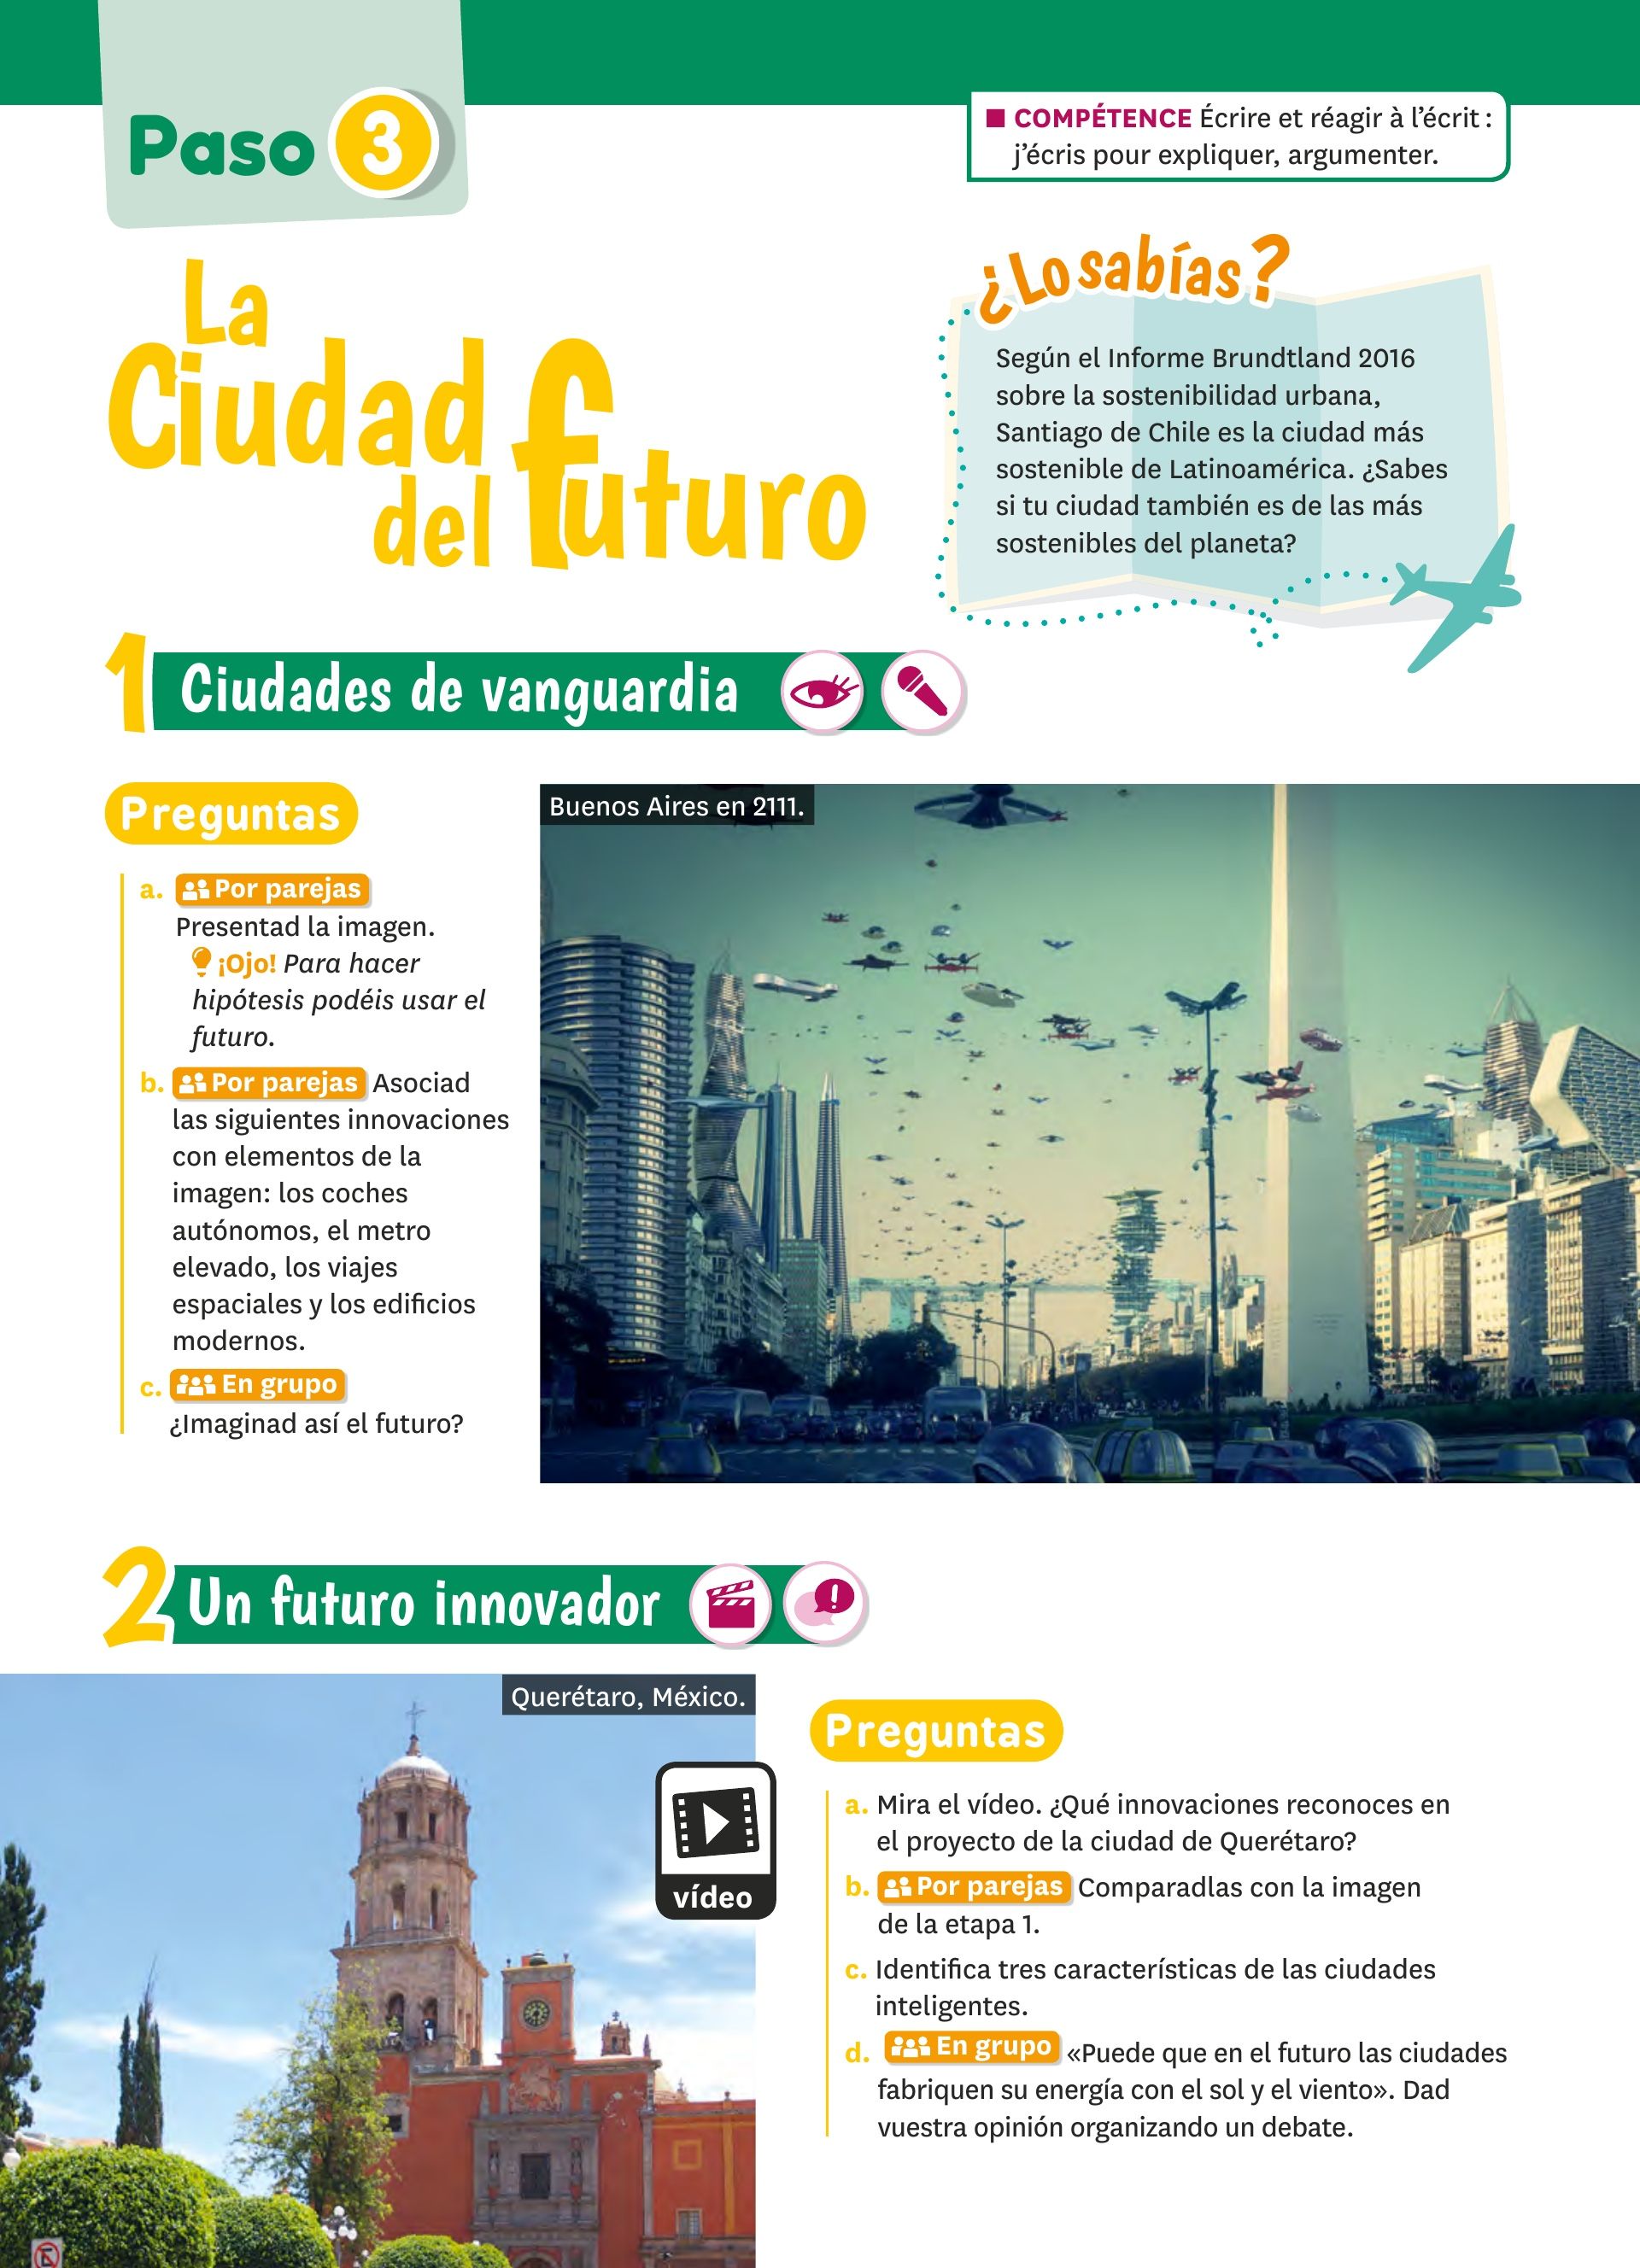 Paso 3
■ COMPÉTENCE Écrire et réagir à l'écrit :
j'écris pour expliquer, argumenter.
La
Ciudad
del futuro
¿Lo sabías?
Según el Informe Brundtland 2016
sobre la sostenibilidad urbana,
Santiago de Chile es la ciudad más
sostenible de Latinoamérica. ¿Sabes
si tu ciudad también es de las más
sostenibles del planeta?
1 Ciudades de vanguardia
Preguntas
a. Por parejas
Presentad la imagen.
¡Ojo! Para hacer
hipótesis podéis usar el
futuro.
b. Por parejas Asociad
las siguientes innovaciones
con elementos de la
imagen: los coches
autónomos, el metro
elevado, los viajes
espaciales y los edificios
modernos.
c. En grupo
¿Imaginad así el futuro?
Buenos Aires en 2111.
2 Un futuro innovador
Querétaro, México.
vídeo
Preguntas
a. Mira el vídeo. ¿Qué innovaciones reconoces en
el proyecto de la ciudad de Querétaro?
b. Por parejas Comparadlas con la imagen
de la etapa 1.
c. Identifica tres características de las ciudades
inteligentes.
d. En grupo «Puede que en el futuro las ciudades
fabriquen su energía con el sol y el viento». Dad
vuestra opinión organizando un debate.
E